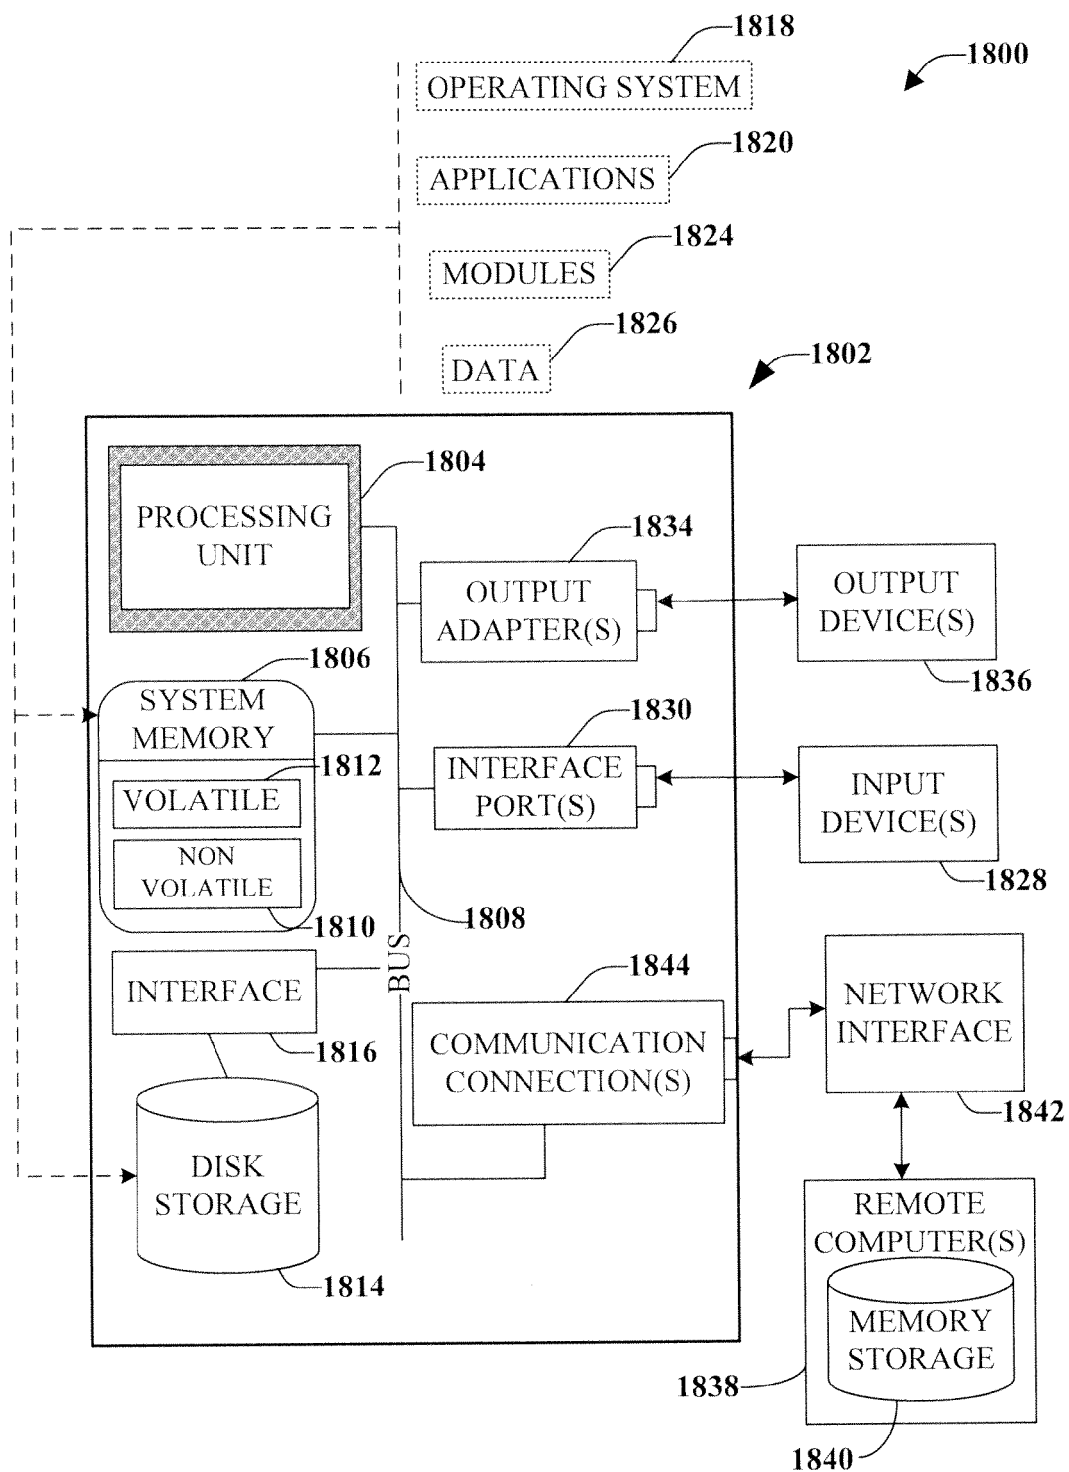 1818
1800
OPERATING SYSTEM
1820
APPLICATIONS
1824
MODULES
1826
DATA
1802
1804
PROCESSING
UNIT
1834
OUTPUT
ADAPTER(S)
OUTPUT
DEVICE(S)
1836
1806
SYSTEM
MEMORY
1830
1812
VOLATILE
INTERFACE
PORT(S)
INPUT
DEVICE(S)
1828
NON
VOLATILE
1810
1808
BUS
1844
INTERFACE
1816
COMMUNICATION
CONNECTION(S)
NETWORK
INTERFACE
1842
DISK
STORAGE
1814
REMOTE
COMPUTER(S)
MEMORY
STORAGE
1838
1840